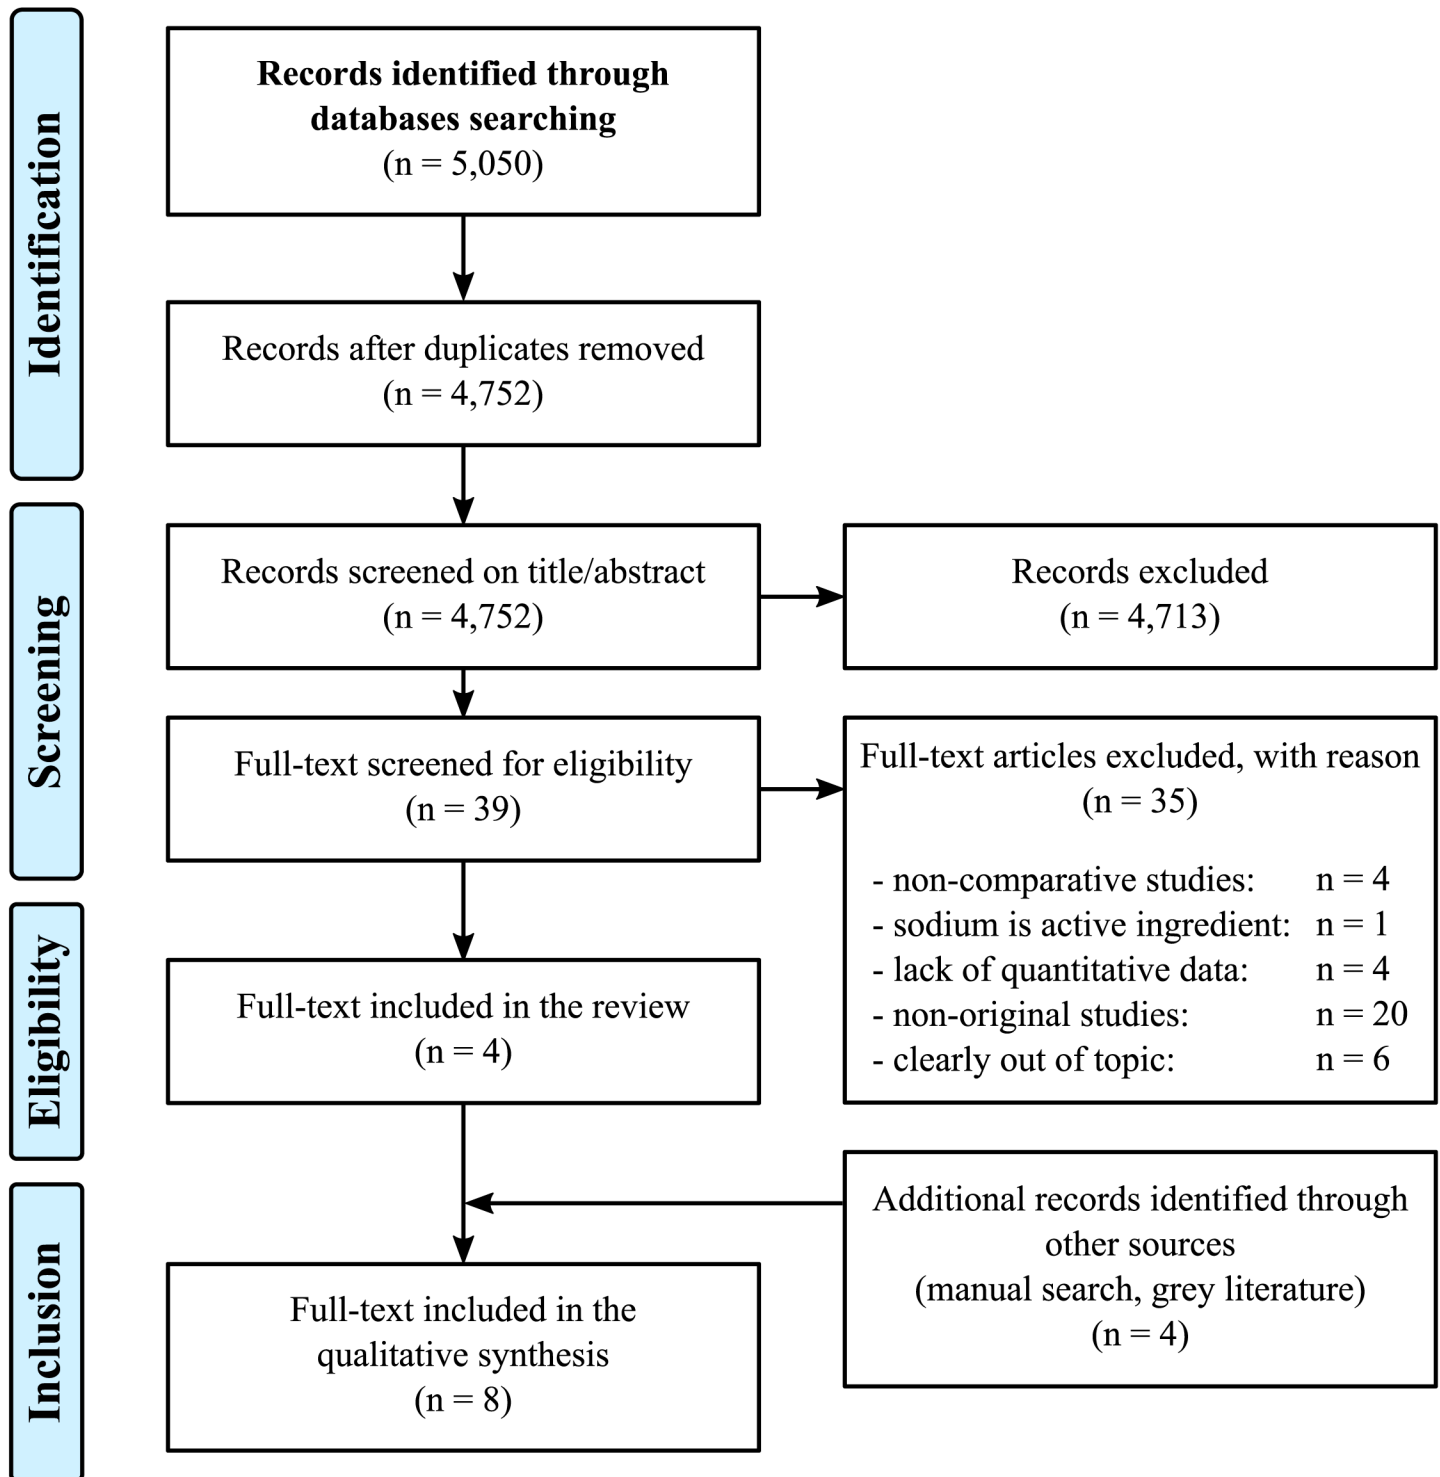 Identification
Records identified through
databases searching
(n = 5,050)
Records after duplicates removed
(n = 4,752)
Screening
Records screened on title/abstract
(n = 4,752)
Records excluded
(n = 4,713)
Full-text screened for eligibility
(n = 39)
Full-text articles excluded, with reason
(n = 35)
- non-comparative studies: n = 4
- sodium is active ingredient: n = 1
- lack of quantitative data: n = 4
- non-original studies: n = 20
- clearly out of topic: n = 6
Eligibility
Full-text included in the review
(n = 4)
Inclusion
Additional records identified through
other sources
(manual search, grey literature)
(n = 4)
Full-text included in the
qualitative synthesis
(n = 8)